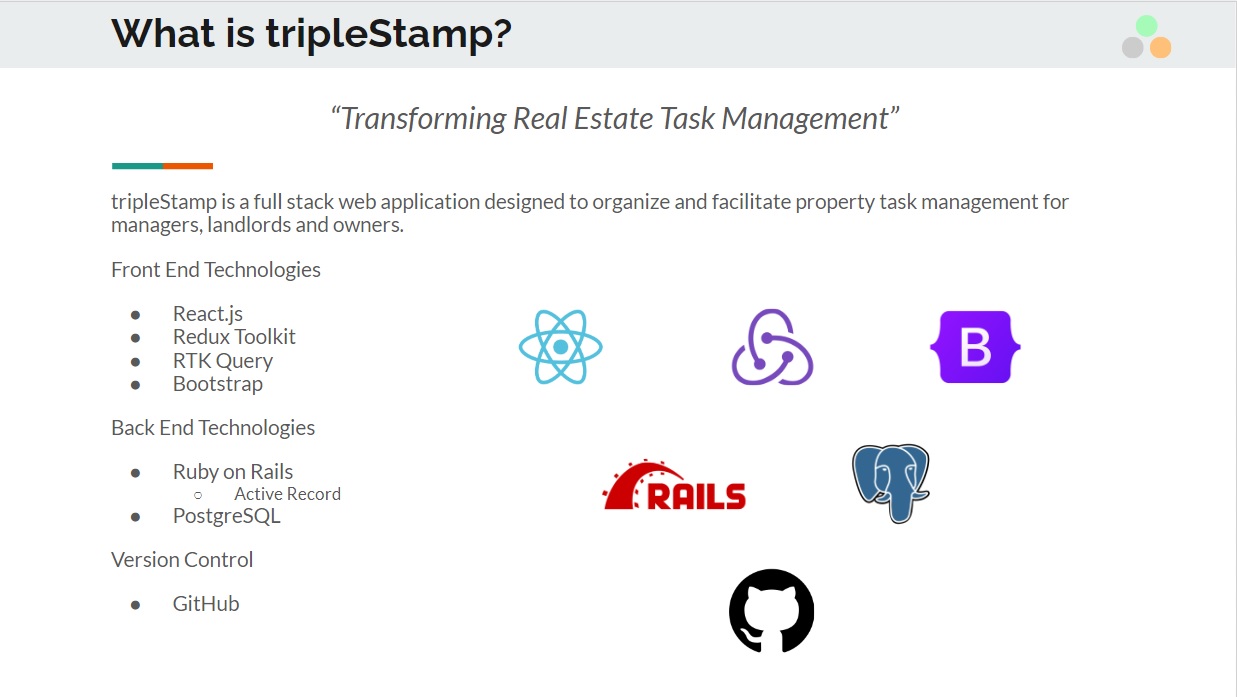 What is tripleStamp?
“Transforming Real Estate Task Management”
tripleStamp is a full stack web application designed to organize and facilitate property task management for
managers, landlords and owners.
Front End Technologies
● React.js
● Redux Toolkit
● RTK Query
● Bootstrap
B
Back End Technologies
● Ruby on Rails
○ Active Record
● PostgreSQL
RAILS
Version Control
● GitHub